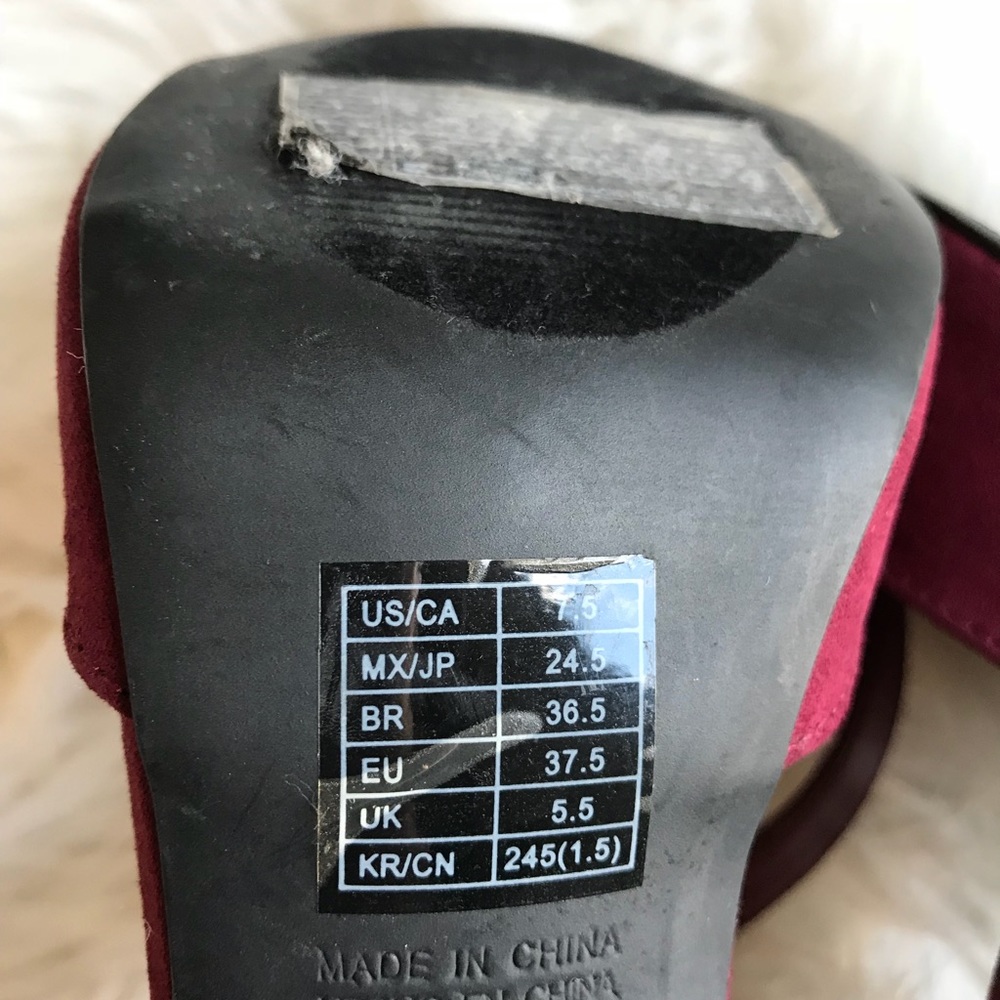 US/CA 7.5
MX/JP 24.5
BR 36.5
EU 37.5
UK 5.5
KR/CN 245(1.5)
MADE IN CHINA
CHINA